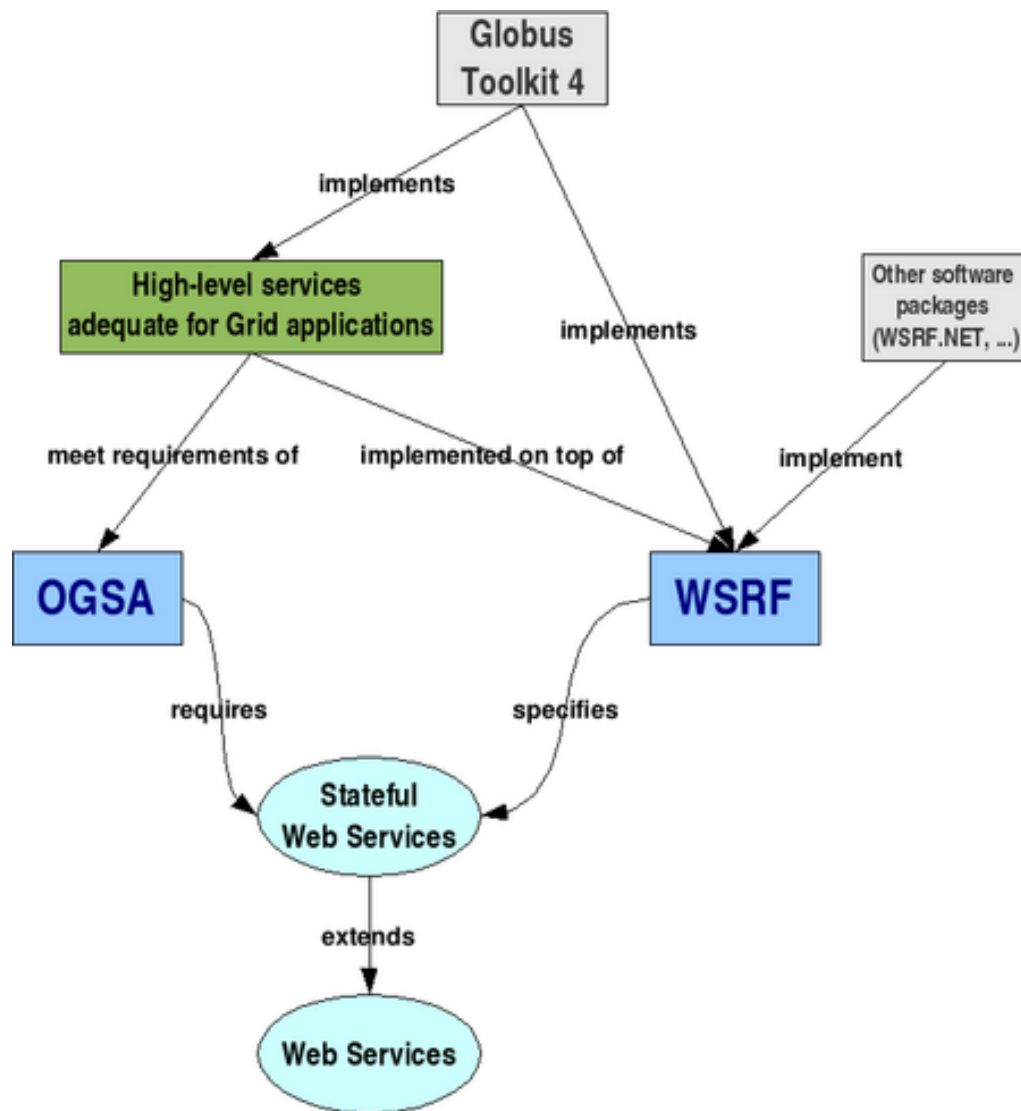 Globus
Toolkit 4
implements
High-level services
adequate for Grid applications
Other software
packages
(WSRF.NET, ...)
implements
meet requirements of
implemented on top of
implement
OGSA
WSRF
requires
specifies
Stateful
Web Services
extends
Web Services